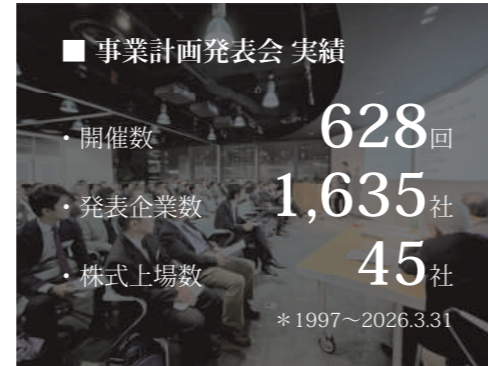 ■ 事業計画発表会 実績
・開催数 628回
・発表企業数 1,635社
・株式上場数 45社
＊1997〜2026.3.31